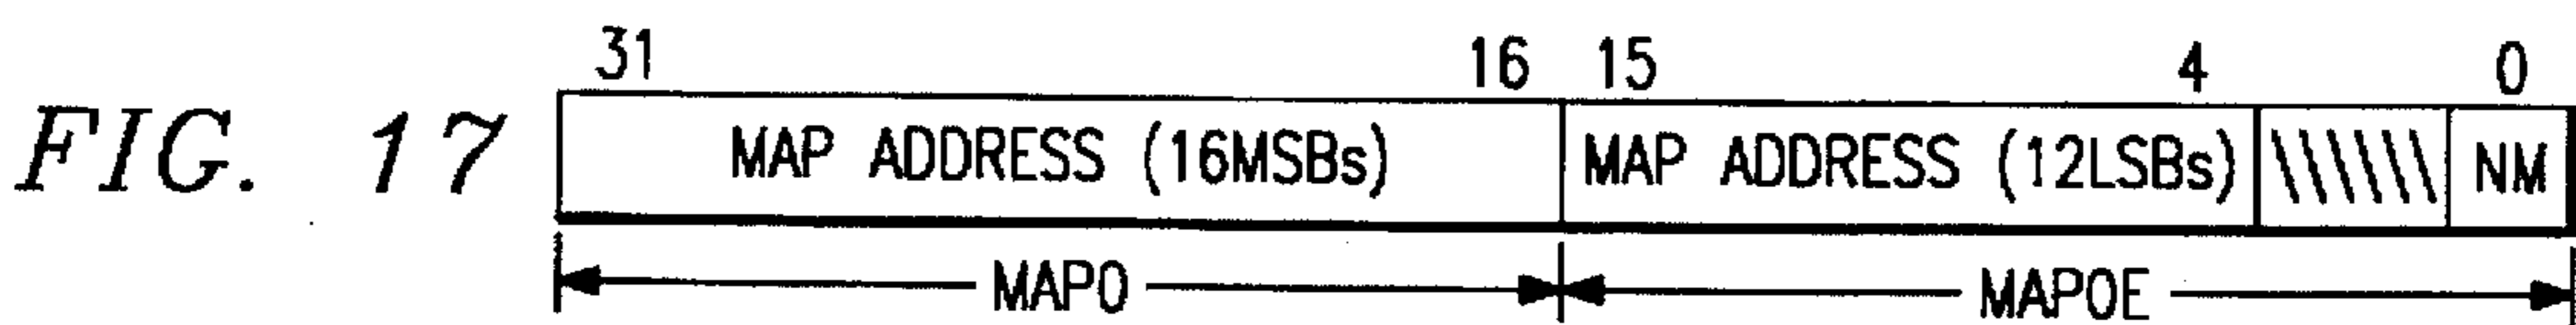 FIG. 17
31 16 15 4 0
MAP ADDRESS (16MSBs) MAP ADDRESS (12LSBs) NM
MAP0 MAP0E